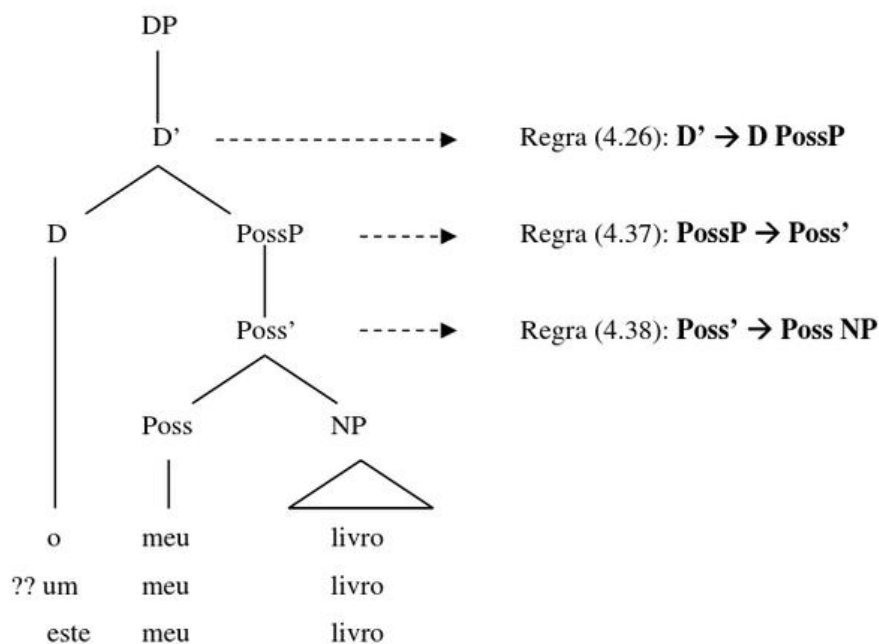 DP
D’ Regra (4.26): D’ → D PossP
D PossP Regra (4.37): PossP → Poss’
Poss’ Regra (4.38): Poss’ → Poss NP
Poss NP
o meu livro
?? um meu livro
este meu livro